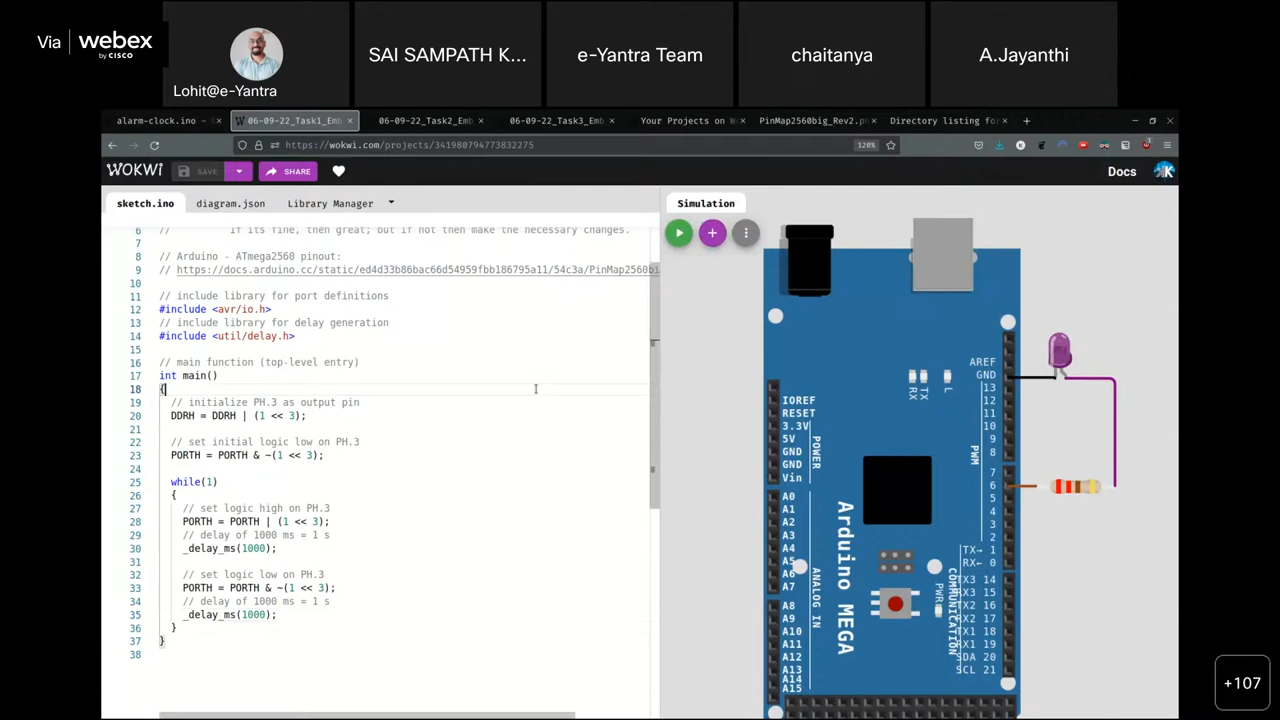 Via webex
by CISCO
Lohit@e-Yantra
SAI SAMPATH K...
e-Yantra Team
chaitanya
A.Jayanthi
alarm-clock.ino -
06-09-22_Task1_Emb
06-09-22_Task2_Emb
06-09-22_Task3_Emb
Your Projects on Wo
PinMap2560big_Rev2.p
Directory listing for
https://wokwi.com/projects/341980794773832275
120%
WOKWI
SAVE
SHARE
Docs
sketch.ino
diagram.json
Library Manager
Simulation
6 // If its fine, then great; but if not then make the necessary changes.
7
8 // Arduino - ATmega2560 pinout:
9 // https://docs.arduino.cc/static/ed4d33b86bac66d54959fbb186795a11/54c3a/PinMap2560bi
10
11 // include library for port definitions
12 #include <avr/io.h>
13 // include library for delay generation
14 #include <util/delay.h>
15
16 // main function (top-level entry)
17 int main()
18 {
19 // initialize PH.3 as output pin
20 DDRH = DDRH | (1 << 3);
21
22 // set initial logic low on PH.3
23 PORTH = PORTH & ~(1 << 3);
24
25 while(1)
26 {
27 // set logic high on PH.3
28 PORTH = PORTH | (1 << 3);
29 // delay of 1000 ms = 1 s
30 _delay_ms(1000);
31
32 // set logic low on PH.3
33 PORTH = PORTH & ~(1 << 3);
34 // delay of 1000 ms = 1 s
35 _delay_ms(1000);
36 }
37 }
38
AREF
GND
13
12
11
10
9
8
7
6
5
4
3
2
TX→ 1
RX← 0
TX3 14
RX3 15
TX2 16
RX2 17
TX1 18
RX1 19
SDA 20
SCL 21
PWM
COMMUNICATION
RX
TX
L
PWR
IOREF
RESET
3.3V
5V
GND
GND
Vin
POWER
A0
A1
A2
A3
A4
A5
A6
A7
A8
A9
A10
A11
A12
A13
A14
A15
ANALOG IN
Arduino MEGA
+107